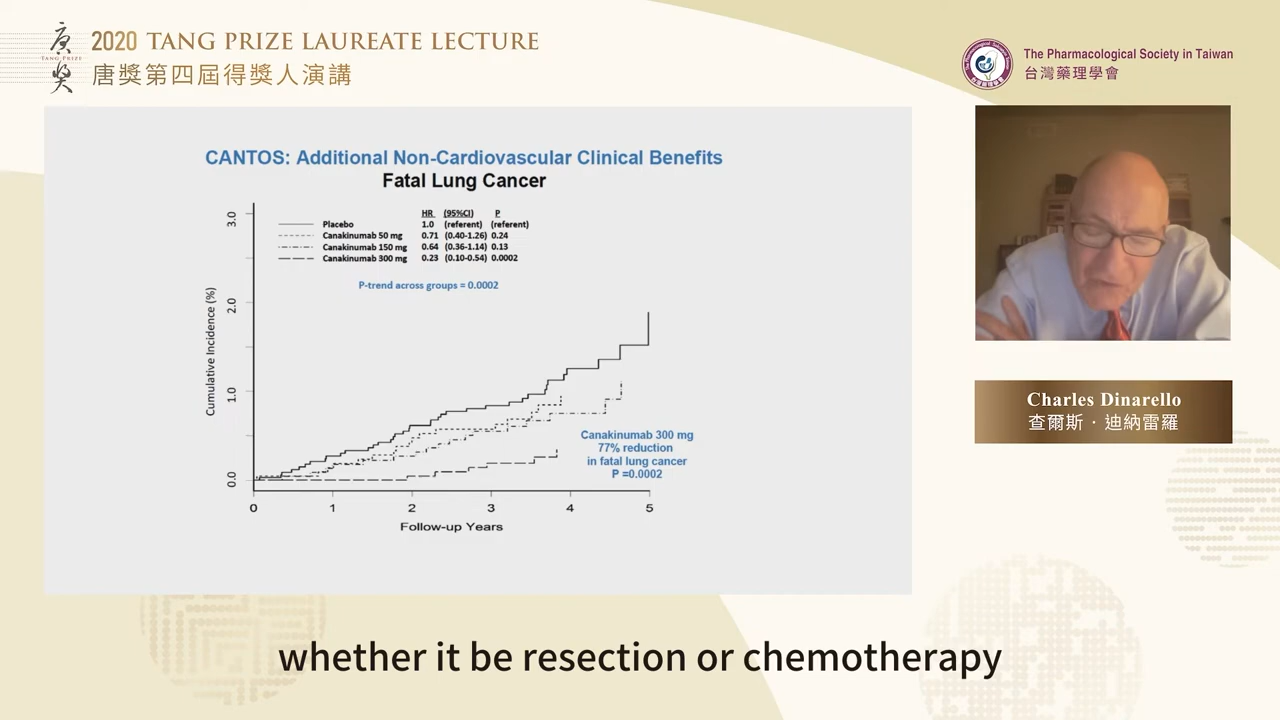 唐獎
TANG PRIZE
2020 TANG PRIZE LAUREATE LECTURE
唐獎第四屆得獎人演講
The Pharmacological Society in Taiwan
台灣藥理學會
CANTOS: Additional Non-Cardiovascular Clinical Benefits
Fatal Lung Cancer
HR (95%CI) P
Placebo 1.0 (referent) (referent)
Canakinumab 50 mg 0.71 (0.40-1.26) 0.24
Canakinumab 150 mg 0.64 (0.36-1.14) 0.13
Canakinumab 300 mg 0.23 (0.10-0.54) 0.0002
P-trend across groups = 0.0002
Cumulative Incidence (%)
3.0
2.0
1.0
0.0
Canakinumab 300 mg
77% reduction
in fatal lung cancer
P =0.0002
0 1 2 3 4 5
Follow-up Years
Charles Dinarello
查爾斯・迪納雷羅
whether it be resection or chemotherapy